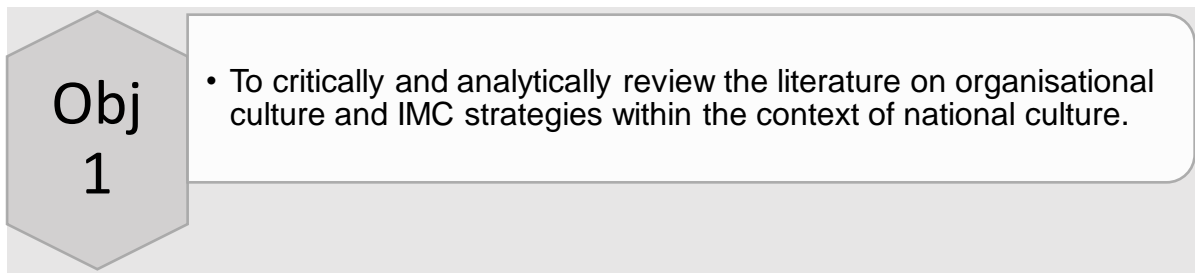 Obj
1
• To critically and analytically review the literature on organisational
culture and IMC strategies within the context of national culture.